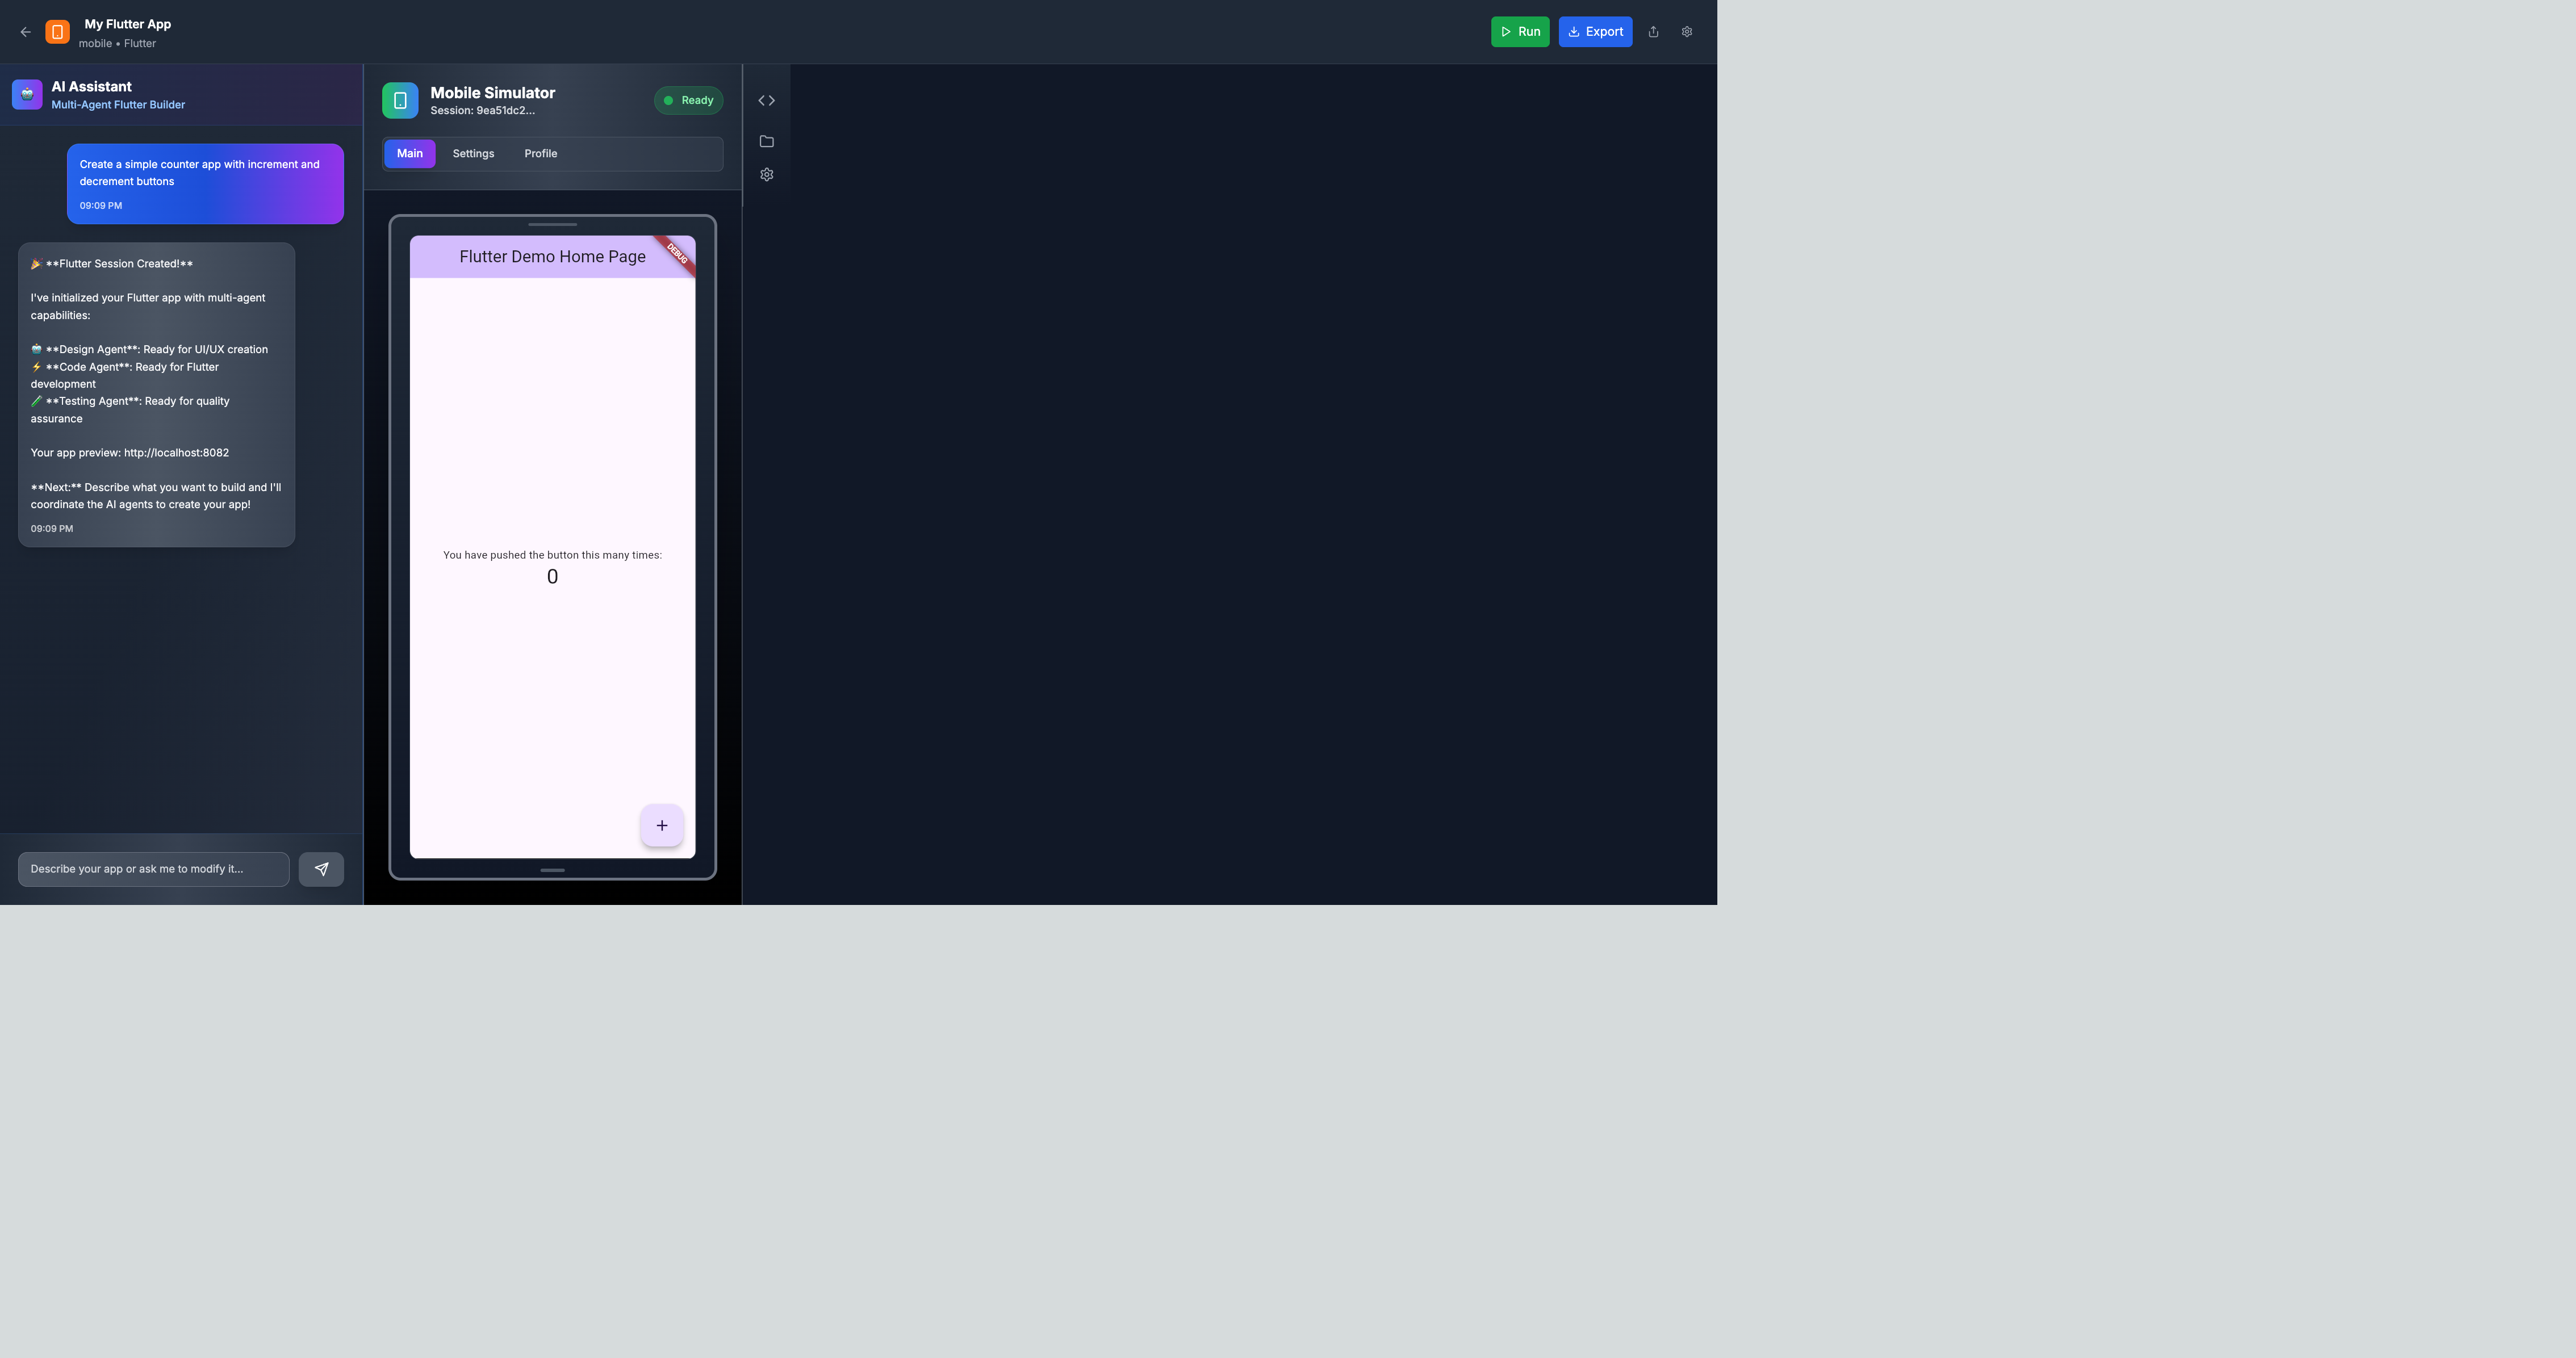 My Flutter App
mobile • Flutter
Run
Export
AI Assistant
Multi-Agent Flutter Builder
Create a simple counter app with increment and
decrement buttons
09:09 PM
🎉 **Flutter Session Created!**
I've initialized your Flutter app with multi-agent
capabilities:
🤖 **Design Agent**: Ready for UI/UX creation
⚡ **Code Agent**: Ready for Flutter
development
🧪 **Testing Agent**: Ready for quality
assurance
Your app preview: http://localhost:8082
**Next:** Describe what you want to build and I'll
coordinate the AI agents to create your app!
09:09 PM
Describe your app or ask me to modify it...
Mobile Simulator
Session: 9ea51dc2...
Ready
Main
Settings
Profile
Flutter Demo Home Page
DEBUG
You have pushed the button this many times:
0
+